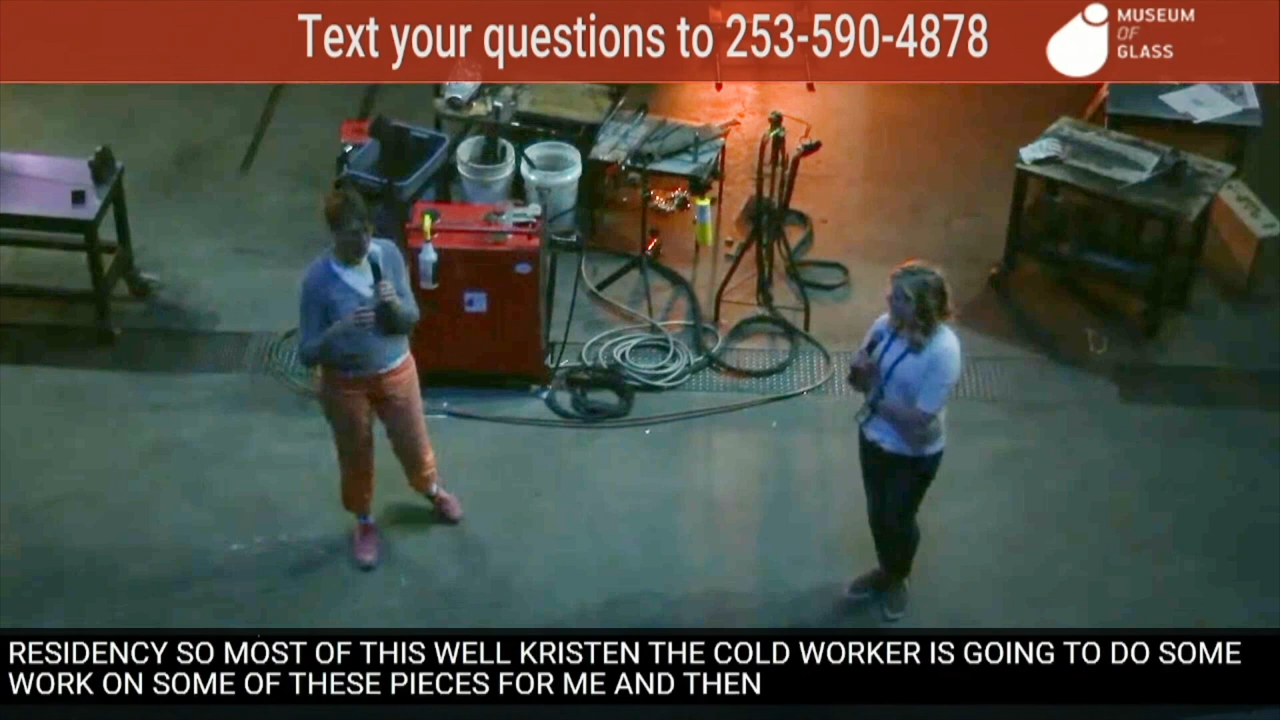 Text your questions to 253-590-4878
MUSEUM
OF
GLASS
RESIDENCY SO MOST OF THIS WELL KRISTEN THE COLD WORKER IS GOING TO DO SOME
WORK ON SOME OF THESE PIECES FOR ME AND THEN